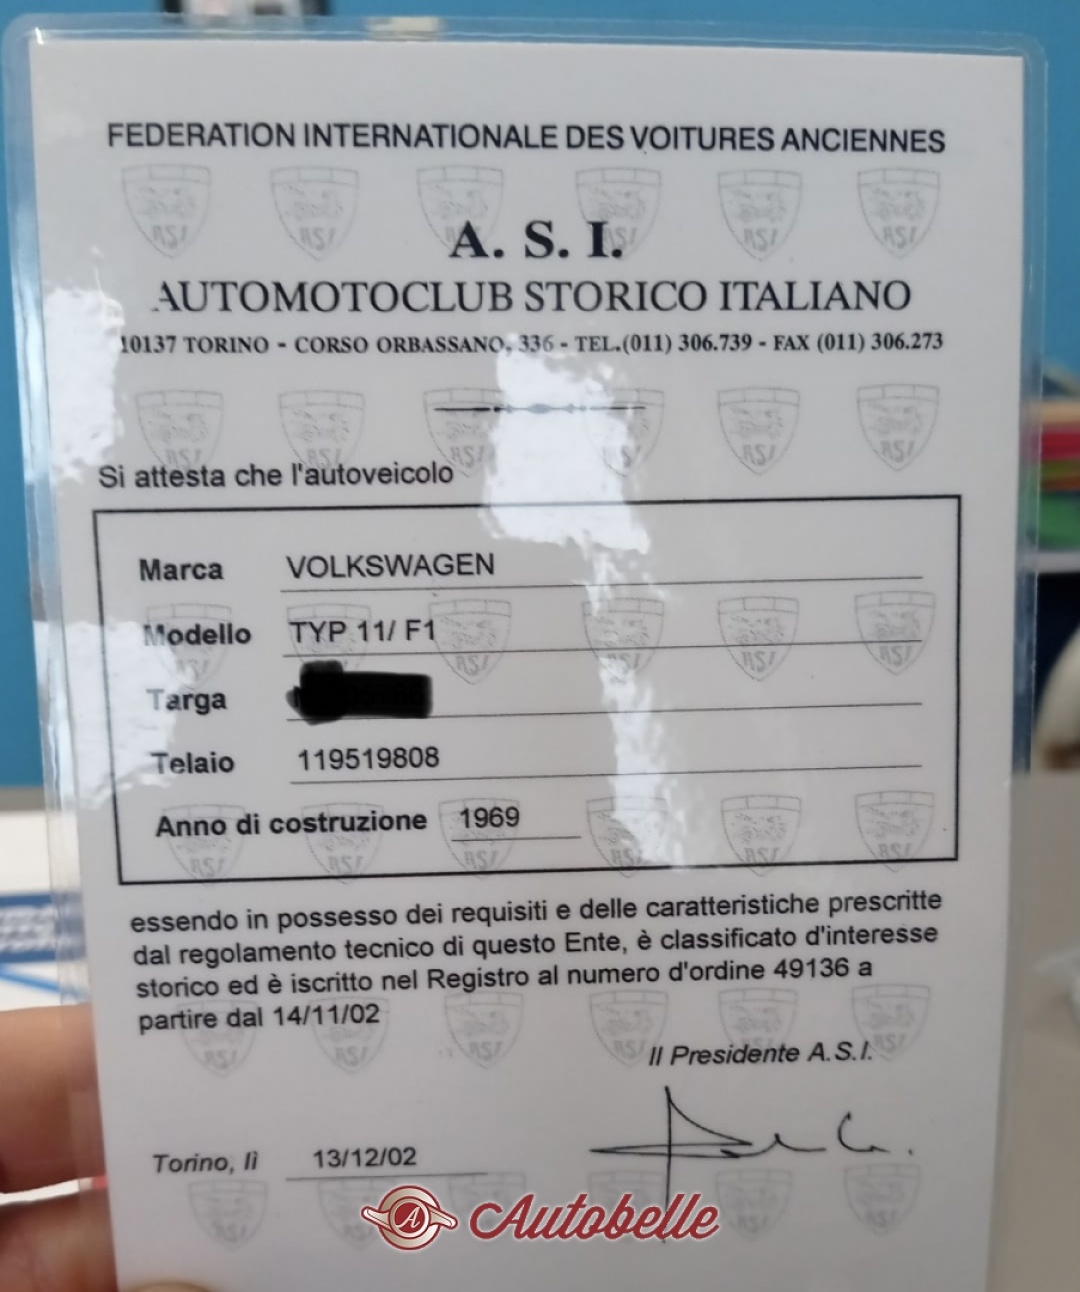 FEDERATION INTERNATIONALE DES VOITURES ANCIENNES
A. S. I.
AUTOMOTOCLUB STORICO ITALIANO
10137 TORINO - CORSO ORBASSANO, 336 - TEL.(011) 306.739 - FAX (011) 306.273
Si attesta che l'autoveicolo
Marca VOLKSWAGEN
Modello TYP 11/ F1
Targa
Telaio 119519808
Anno di costruzione 1969
essendo in possesso dei requisiti e delle caratteristiche prescritte
dal regolamento tecnico di questo Ente, è classificato d'interesse
storico ed è iscritto nel Registro al numero d'ordine 49136 a
partire dal 14/11/02
Il Presidente A.S.I.
Torino, lì 13/12/02
A Autobelle